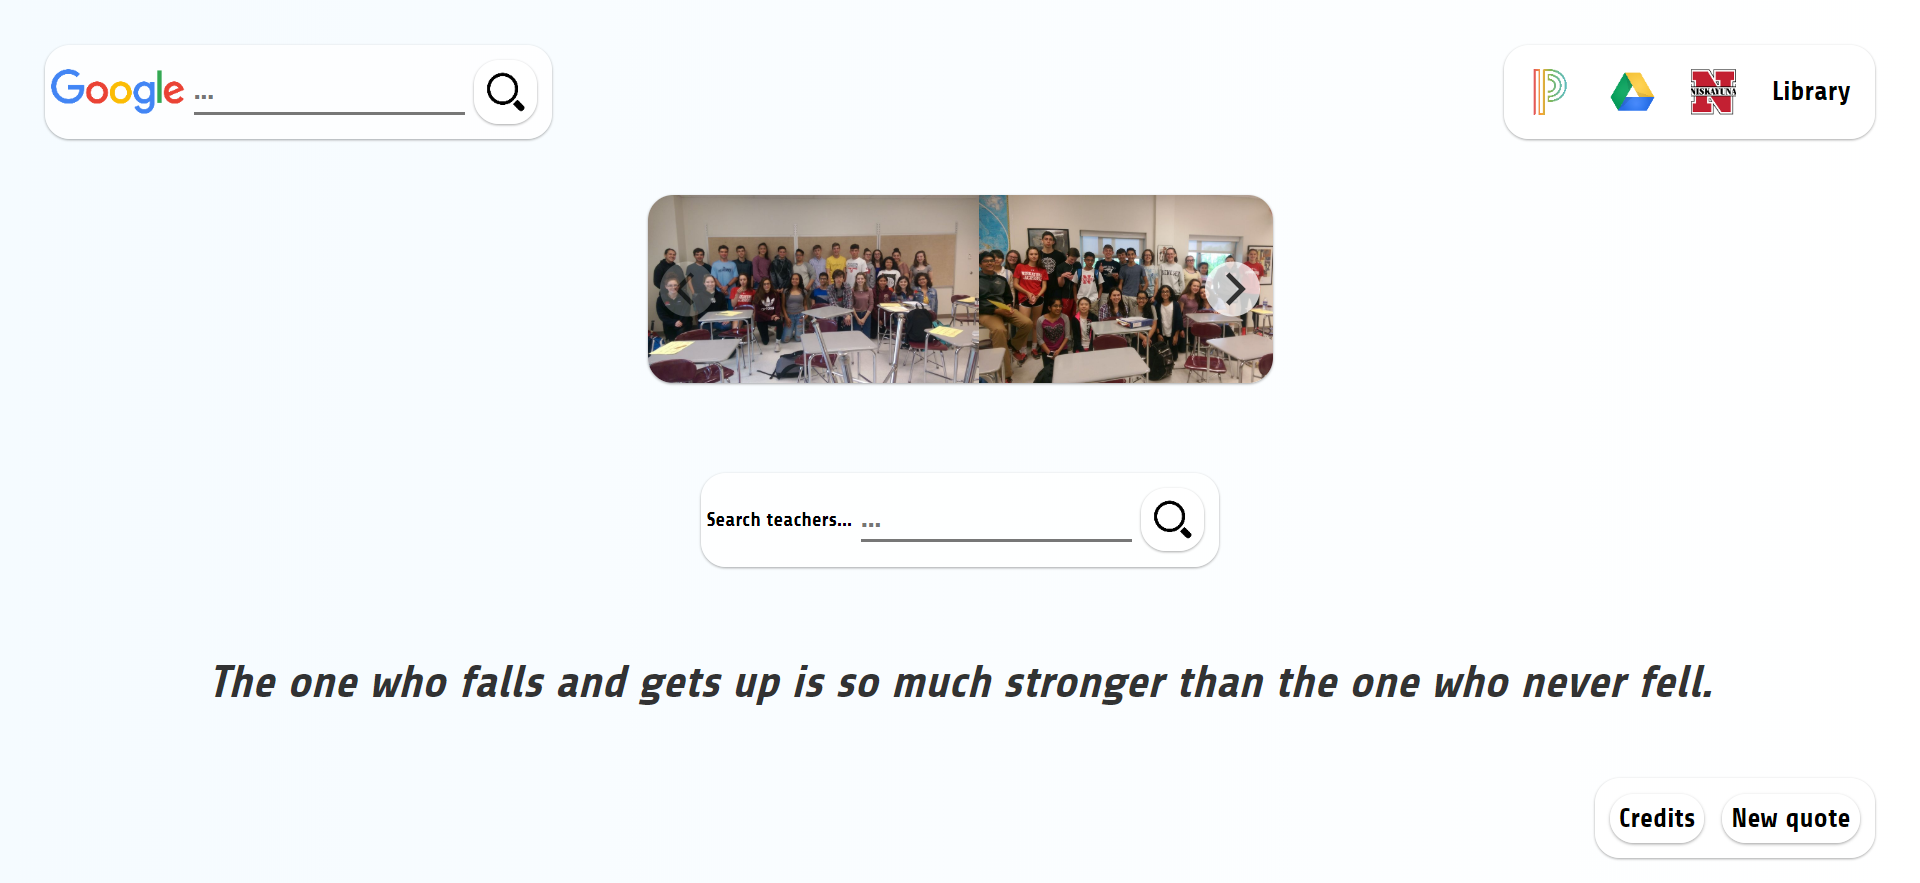 Google ...
NISKAYUNA
Library
Search teachers... ...
The one who falls and gets up is so much stronger than the one who never fell.
Credits
New quote